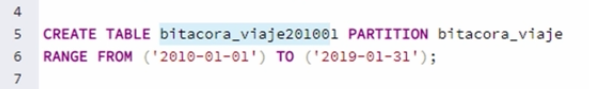 4
5 CREATE TABLE bitacora_viaje201001 PARTITION bitacora_viaje
6 RANGE FROM ('2010-01-01') TO ('2019-01-31');
7